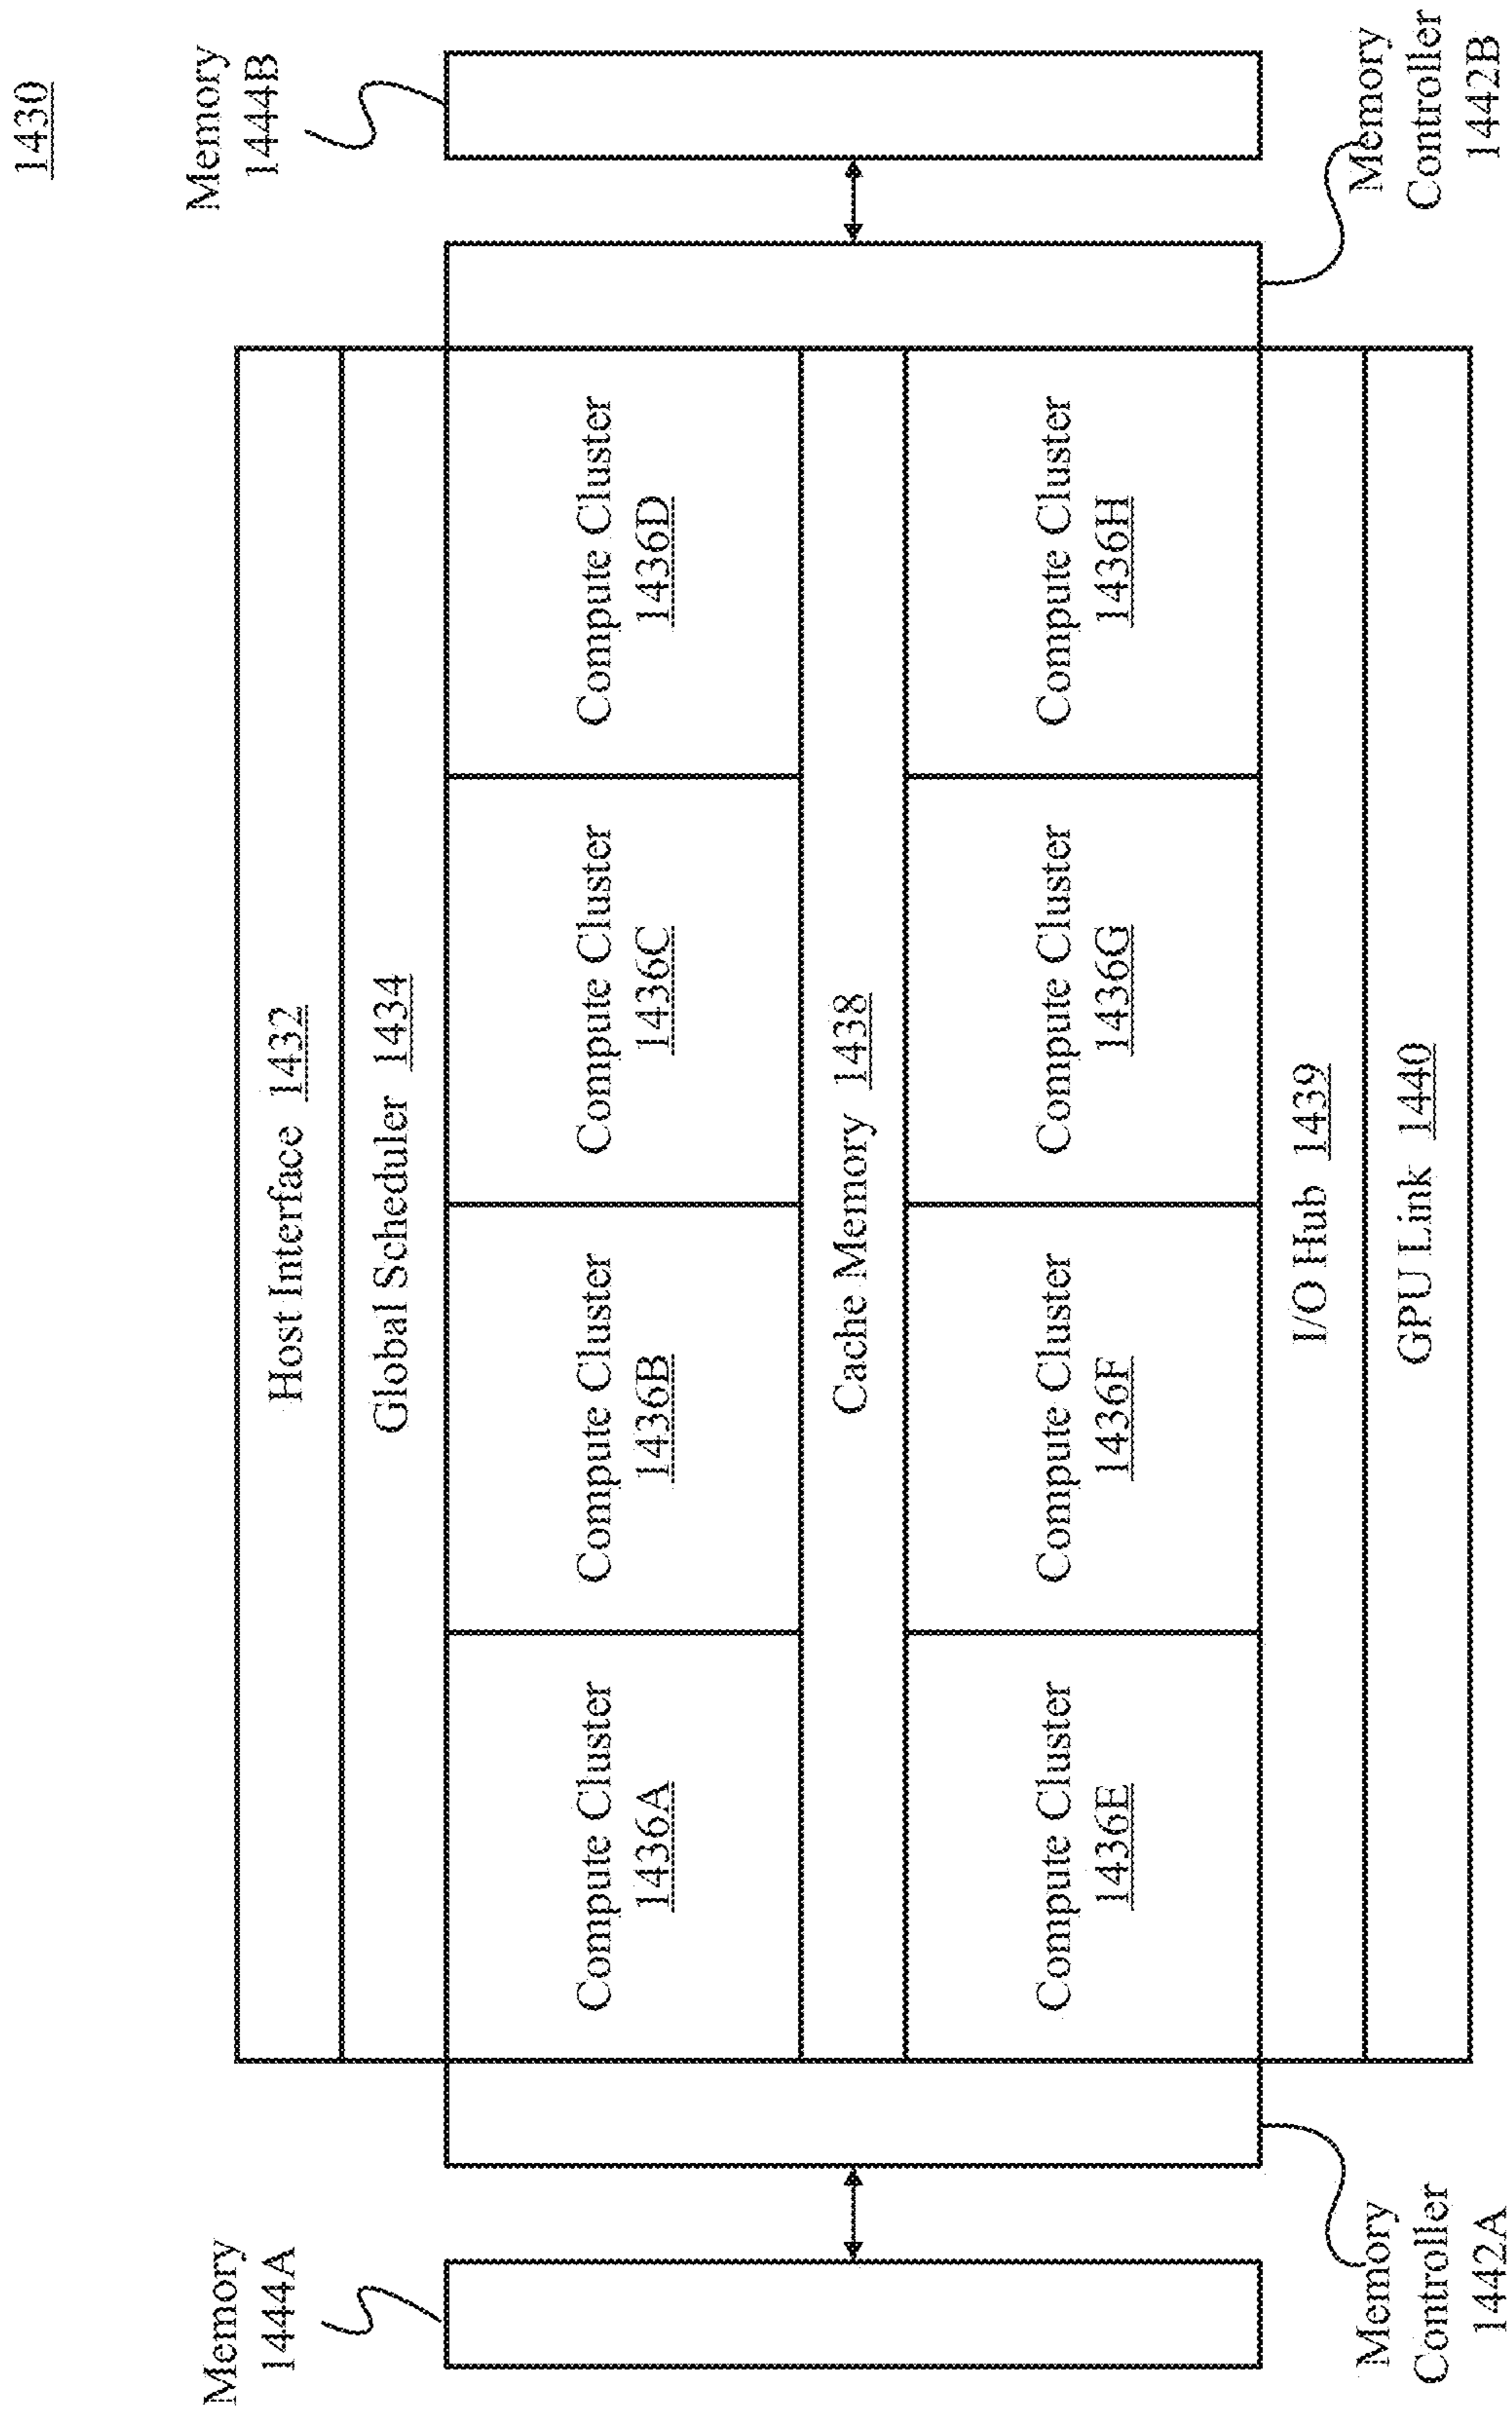 1430
Memory
1444A
Memory
1444B
Host Interface 1432
Global Scheduler 1434
Compute Cluster
1436A
Compute Cluster
1436B
Compute Cluster
1436C
Compute Cluster
1436D
Cache Memory 1438
Compute Cluster
1436E
Compute Cluster
1436F
Compute Cluster
1436G
Compute Cluster
1436H
I/O Hub 1439
GPU Link 1440
Memory
Controller
1442A
Memory
Controller
1442B